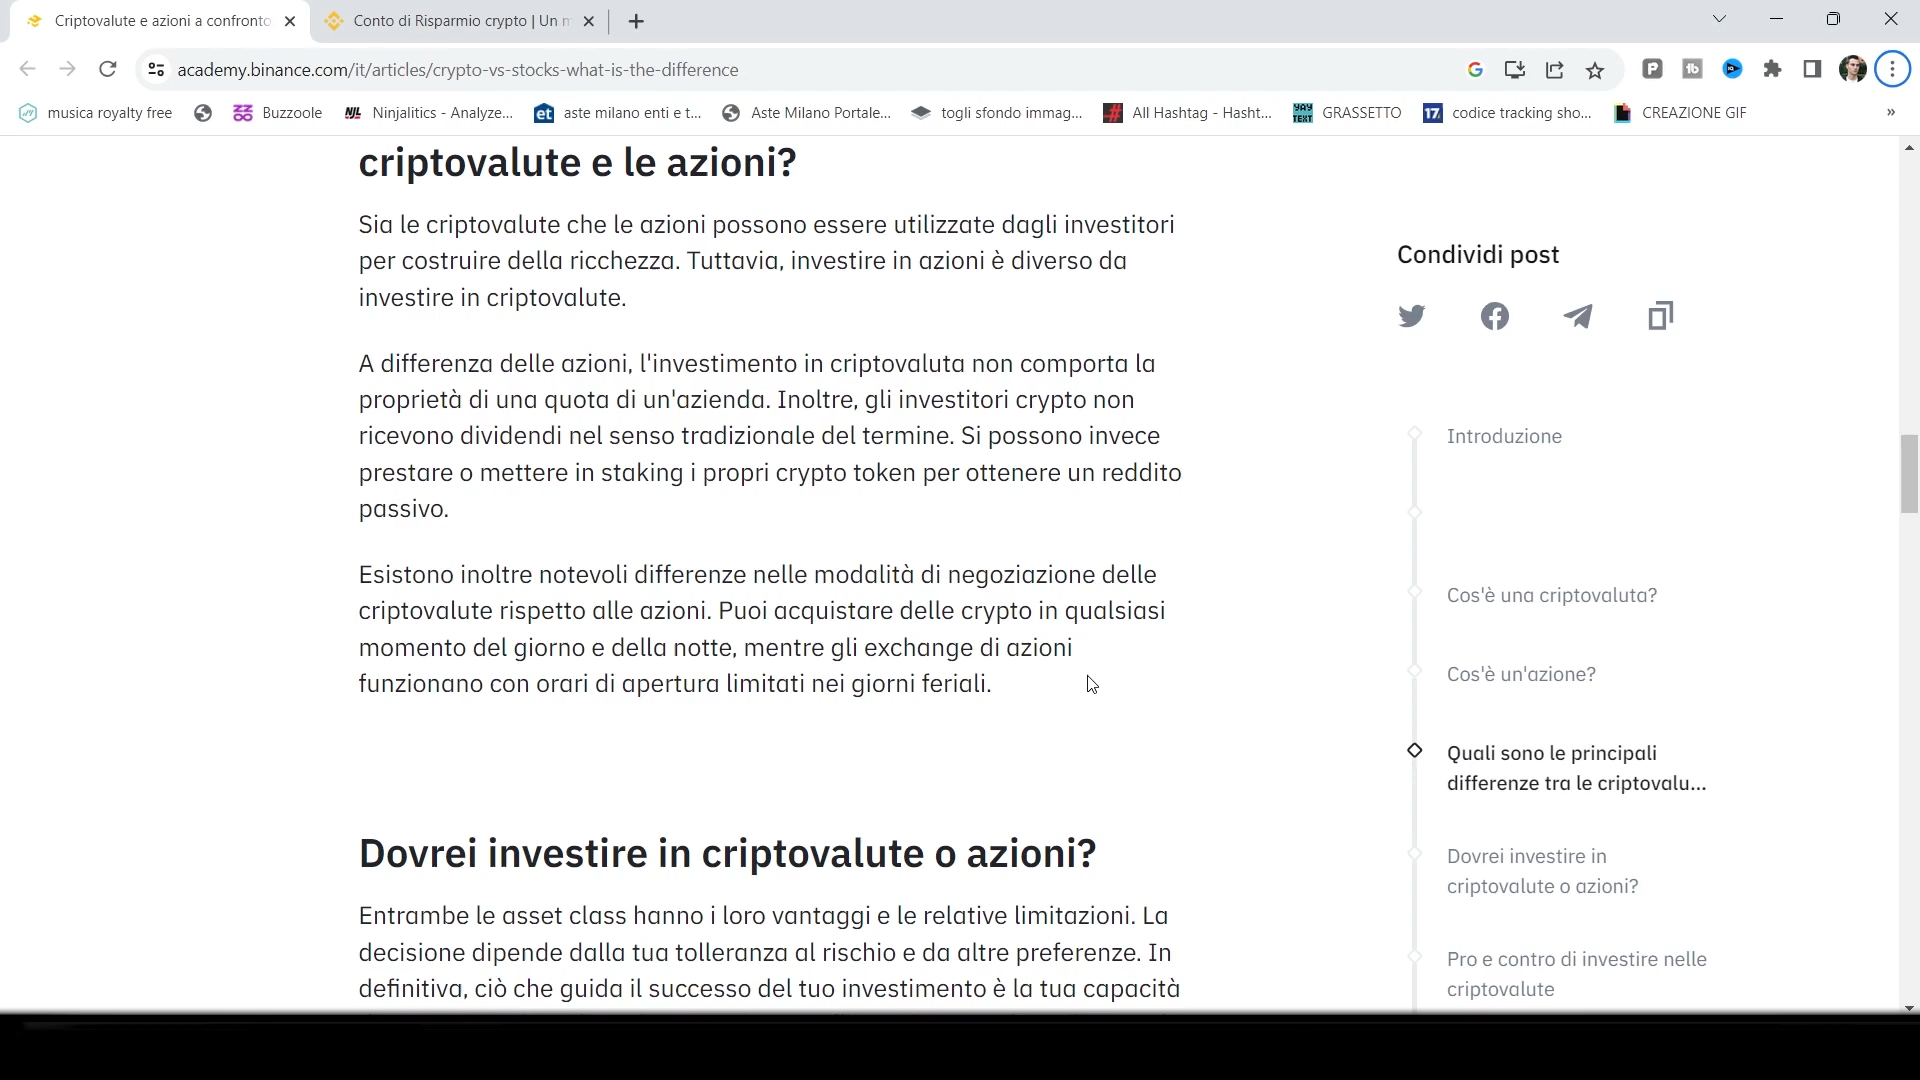 Criptovalute e azioni a confronto
Conto di Risparmio crypto | Un m
academy.binance.com/it/articles/crypto-vs-stocks-what-is-the-difference
musica royalty free
Buzzoole
Ninjalitics - Analyze...
aste milano enti e t...
Aste Milano Portale...
togli sfondo immag...
All Hashtag - Hasht...
GRASSETTO
codice tracking sho...
CREAZIONE GIF
criptovalute e le azioni?
Sia le criptovalute che le azioni possono essere utilizzate dagli investitori
per costruire della ricchezza. Tuttavia, investire in azioni è diverso da
investire in criptovalute.
A differenza delle azioni, l'investimento in criptovaluta non comporta la
proprietà di una quota di un'azienda. Inoltre, gli investitori crypto non
ricevono dividendi nel senso tradizionale del termine. Si possono invece
prestare o mettere in staking i propri crypto token per ottenere un reddito
passivo.
Esistono inoltre notevoli differenze nelle modalità di negoziazione delle
criptovalute rispetto alle azioni. Puoi acquistare delle crypto in qualsiasi
momento del giorno e della notte, mentre gli exchange di azioni
funzionano con orari di apertura limitati nei giorni feriali.
Dovrei investire in criptovalute o azioni?
Entrambe le asset class hanno i loro vantaggi e le relative limitazioni. La
decisione dipende dalla tua tolleranza al rischio e da altre preferenze. In
definitiva, ciò che guida il successo del tuo investimento è la tua capacità
Condividi post
Introduzione
Cos'è una criptovaluta?
Cos'è un'azione?
Quali sono le principali
differenze tra le criptovalu...
Dovrei investire in
criptovalute o azioni?
Pro e contro di investire nelle
criptovalute